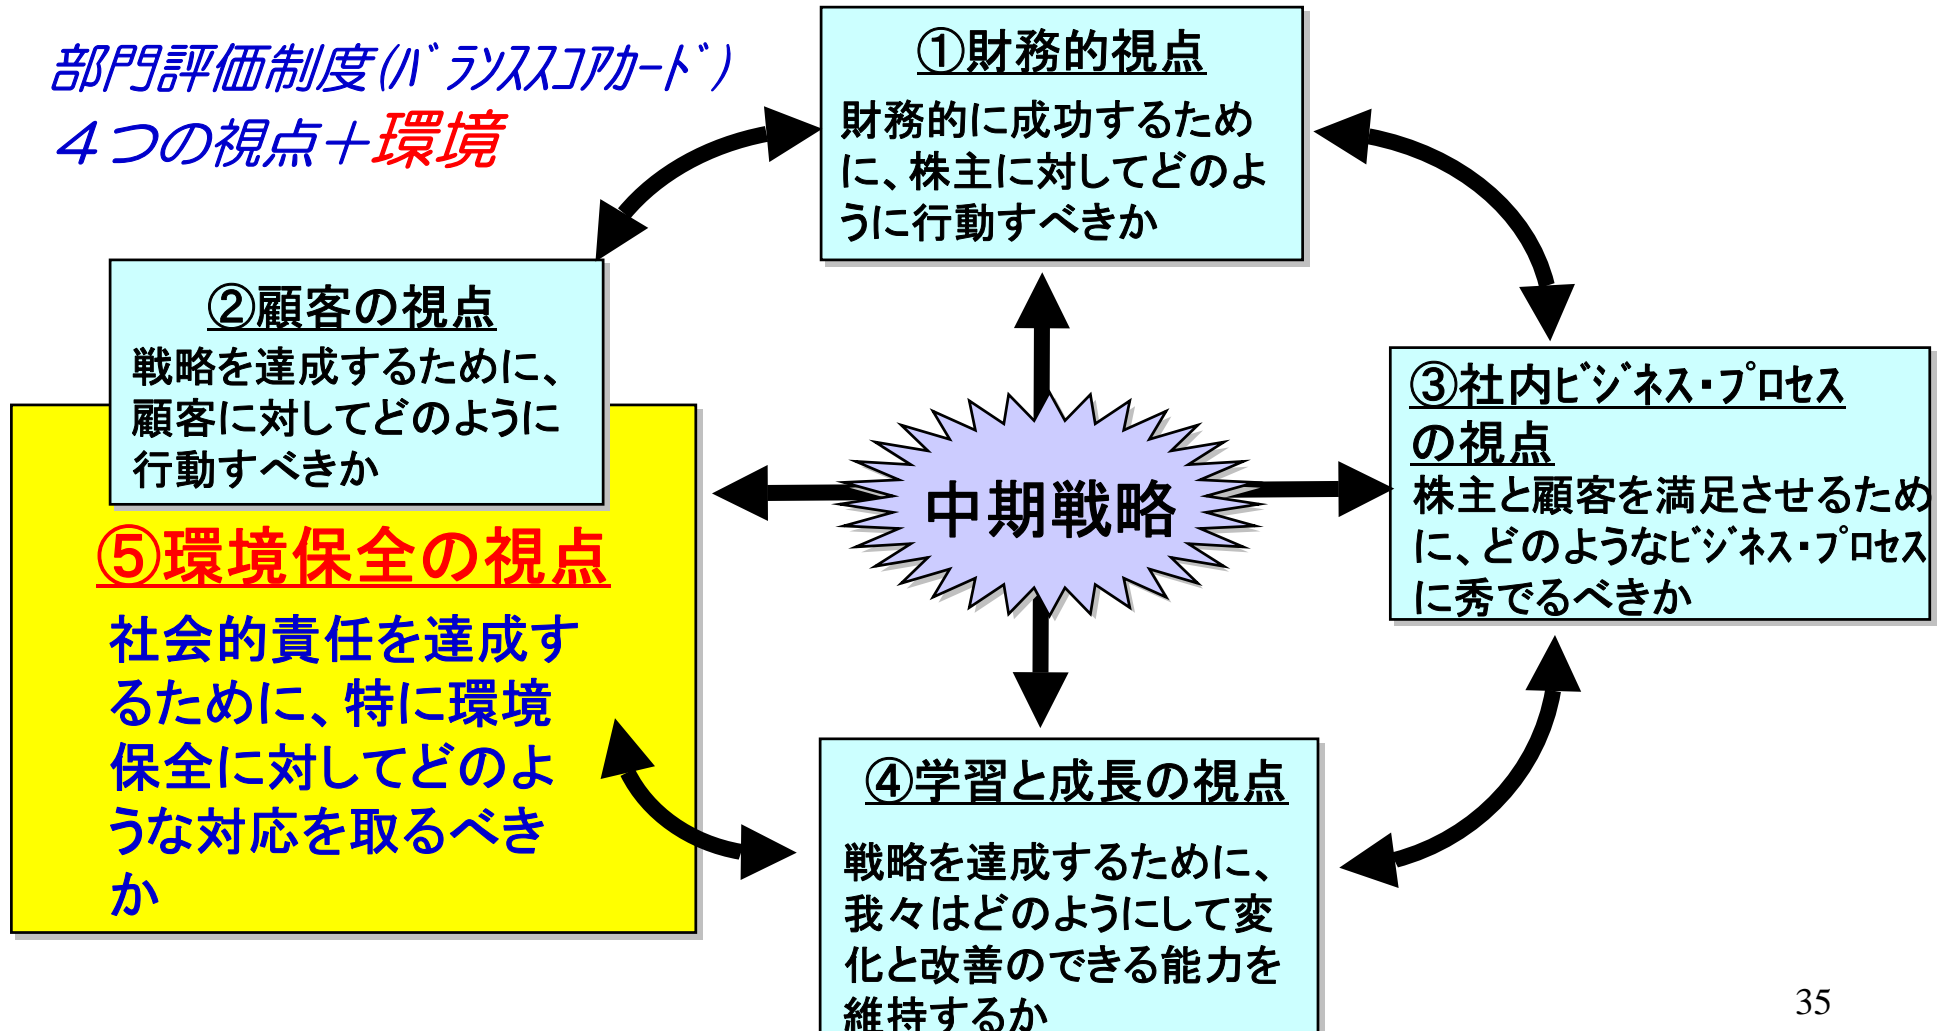 部門評価制度(ﾊﾞﾗﾝｽｽｺｱｶｰﾄﾞ)
４つの視点＋環境
①財務的視点
財務的に成功するため
に、株主に対してどのよ
うに行動すべきか
②顧客の視点
戦略を達成するために、
顧客に対してどのように
行動すべきか
③社内ﾋﾞｼﾞﾈｽ・ﾌﾟﾛｾｽ
の視点
株主と顧客を満足させるため
に、どのようなﾋﾞｼﾞﾈｽ・ﾌﾟﾛｾｽ
に秀でるべきか
中期戦略
⑤環境保全の視点
社会的責任を達成す
るために、特に環境
保全に対してどのよ
うな対応を取るべき
か
④学習と成長の視点
戦略を達成するために、
我々はどのようにして変
化と改善のできる能力を
維持するか
35